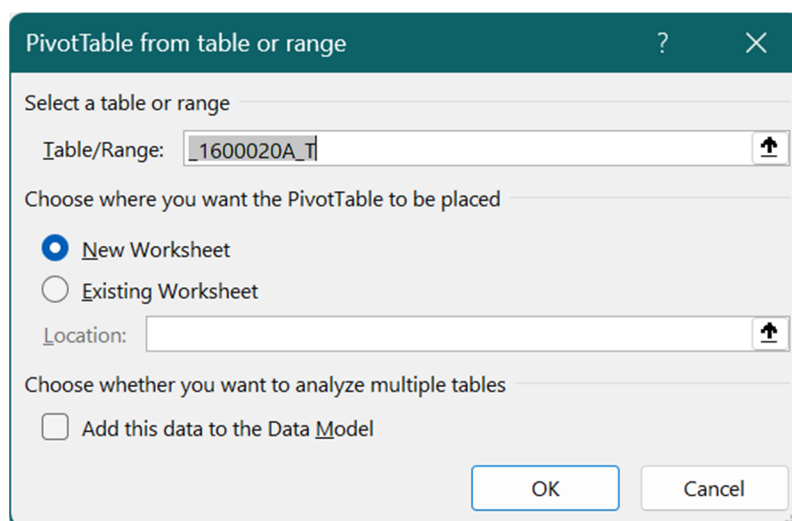 PivotTable from table or range ?
Select a table or range
Table/Range: _1600020A_T
Choose where you want the PivotTable to be placed
New Worksheet
Existing Worksheet
Location:
Choose whether you want to analyze multiple tables
Add this data to the Data Model
OK Cancel